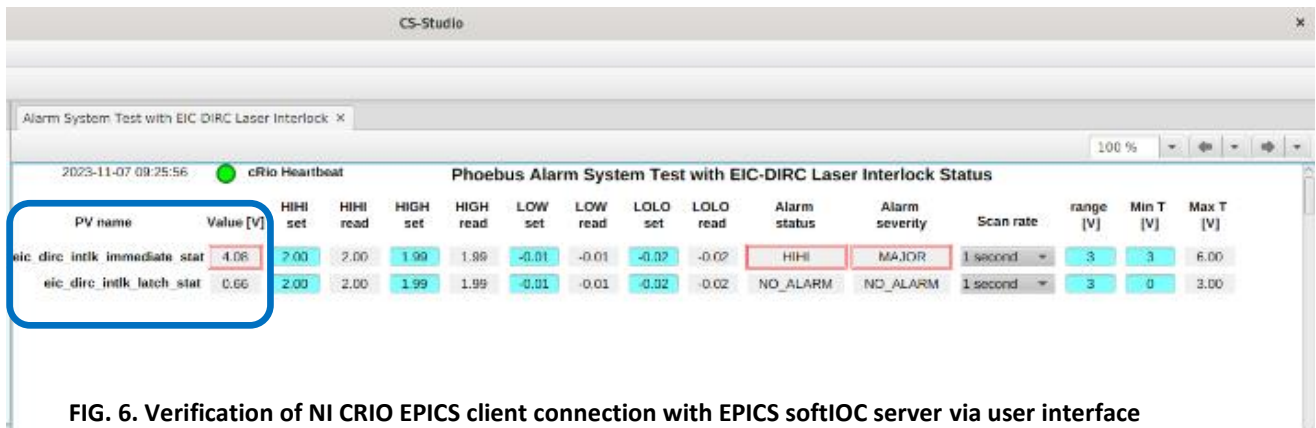 CS-Studio ×
Alarm System Test with EIC-DIRC Laser Interlock ×
100 %
2023-11-07 09:25:56 cRio Heartbeat Phoebus Alarm System Test with EIC-DIRC Laser Interlock Status
PV name Value [V] HIHI set HIHI read HIGH set HIGH read LOW set LOW read LOLO set LOLO read Alarm status Alarm severity Scan rate range [V] Min T [V] Max T [V]
eic_dirc_intlk_immediate_stat 4.08 2.00 2.00 1.99 1.99 -0.01 -0.01 -0.02 -0.02 HIHI MAJOR 1 second 3 3 6.00
eic_dirc_intlk_latch_stat 0.66 2.00 2.00 1.99 1.99 -0.01 -0.01 -0.02 -0.02 NO_ALARM NO_ALARM 1 second 3 0 3.00
FIG. 6. Verification of NI CRIO EPICS client connection with EPICS softIOC server via user interface